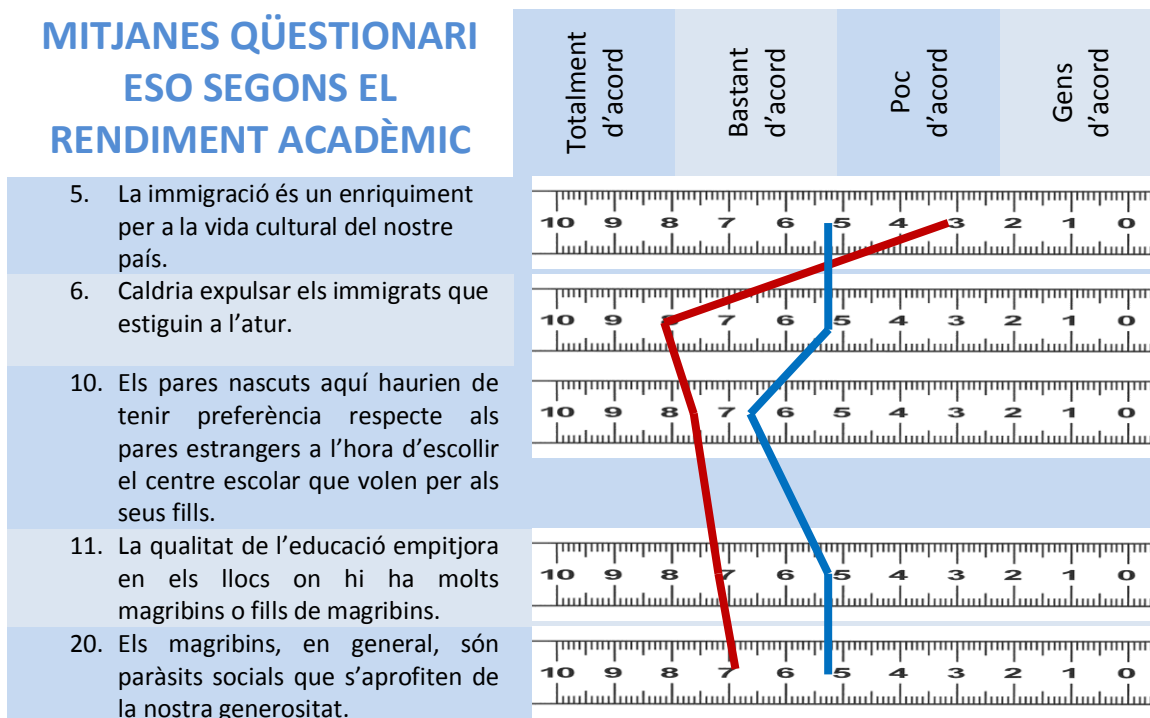 MITJANES QÜESTIONARI
ESO SEGONS EL
RENDIMENT ACADÈMIC
Totalment
d'acord
Bastant
d'acord
Poc
d'acord
Gens
d'acord
5. La immigració és un enriquiment
per a la vida cultural del nostre
país.
10 9 8 7 6 5 4 3 2 1 0
6. Caldria expulsar els immigrats que
estiguin a l'atur.
10 9 8 7 6 5 4 3 2 1 0
10. Els pares nascuts aquí haurien de
tenir preferència respecte als
pares estrangers a l'hora d'escollir
el centre escolar que volen per als
seus fills.
10 9 8 7 6 5 4 3 2 1 0
11. La qualitat de l'educació empitjora
en els llocs on hi ha molts
magribins o fills de magribins.
10 9 8 7 6 5 4 3 2 1 0
20. Els magribins, en general, són
paràsits socials que s'aprofiten de
la nostra generositat.
10 9 8 7 6 5 4 3 2 1 0